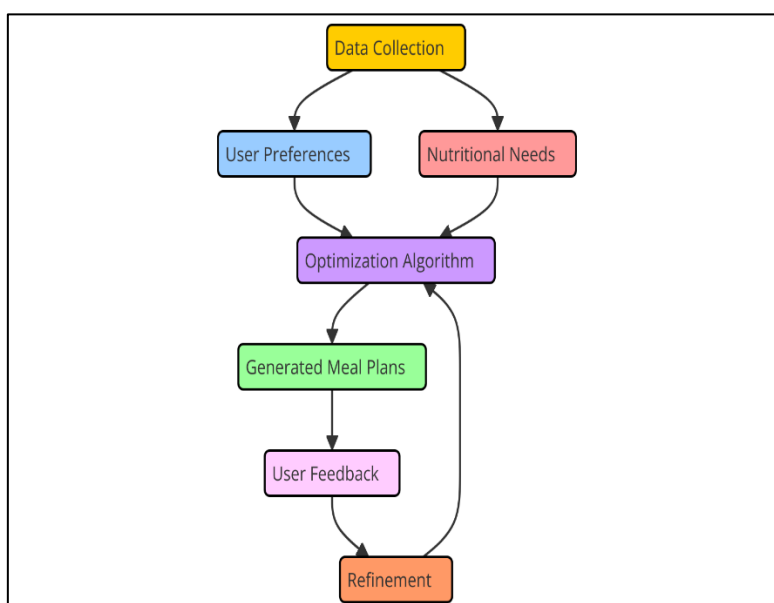 Data Collection
User Preferences
Nutritional Needs
Optimization Algorithm
Generated Meal Plans
User Feedback
Refinement